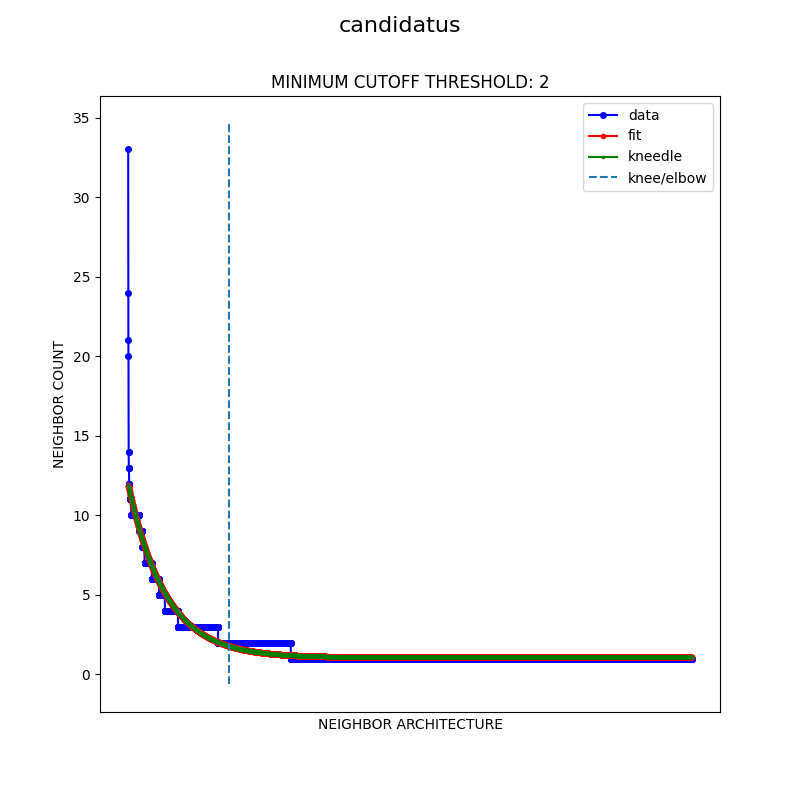 candidatus
MINIMUM CUTOFF THRESHOLD: 2
data
fit
kneedle
knee/elbow
35
30
25
20
15
10
5
0
NEIGHBOR COUNT
NEIGHBOR ARCHITECTURE